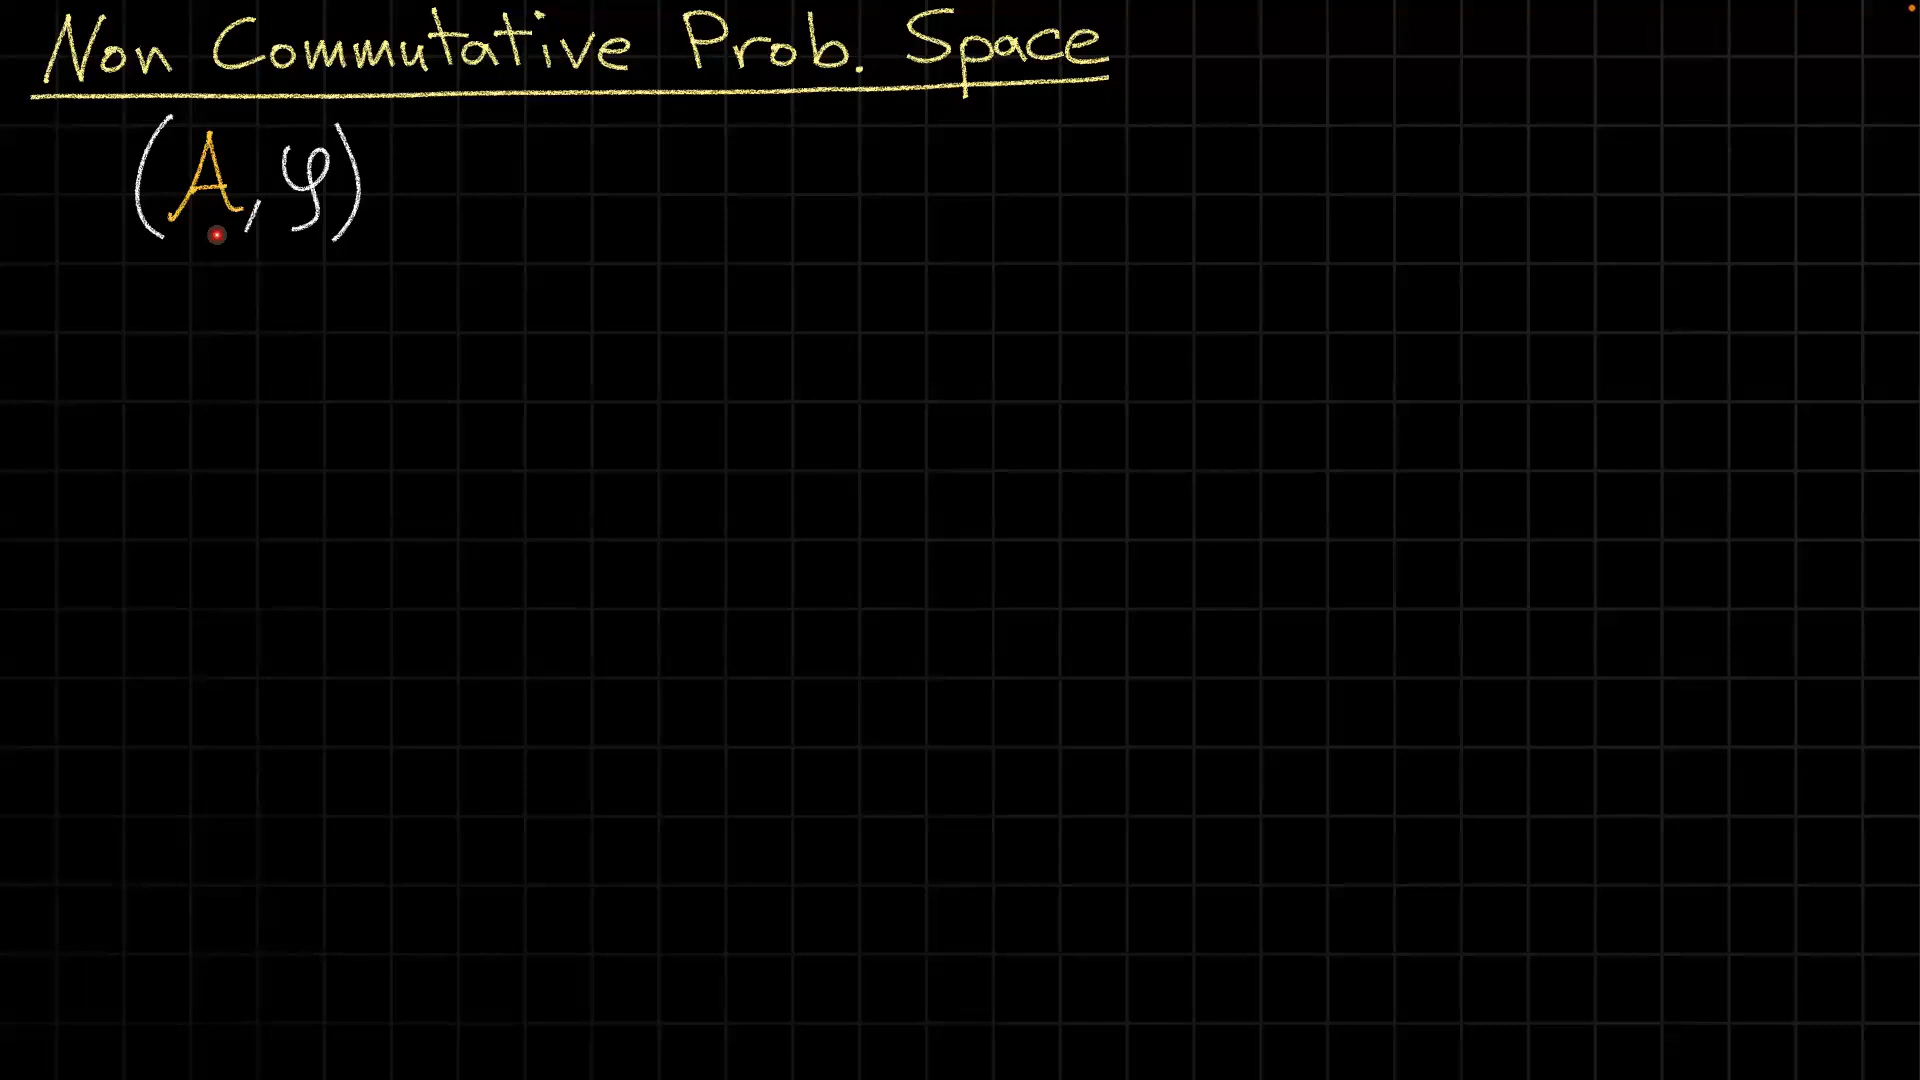 Non Commutative Prob. Space
(A, φ)